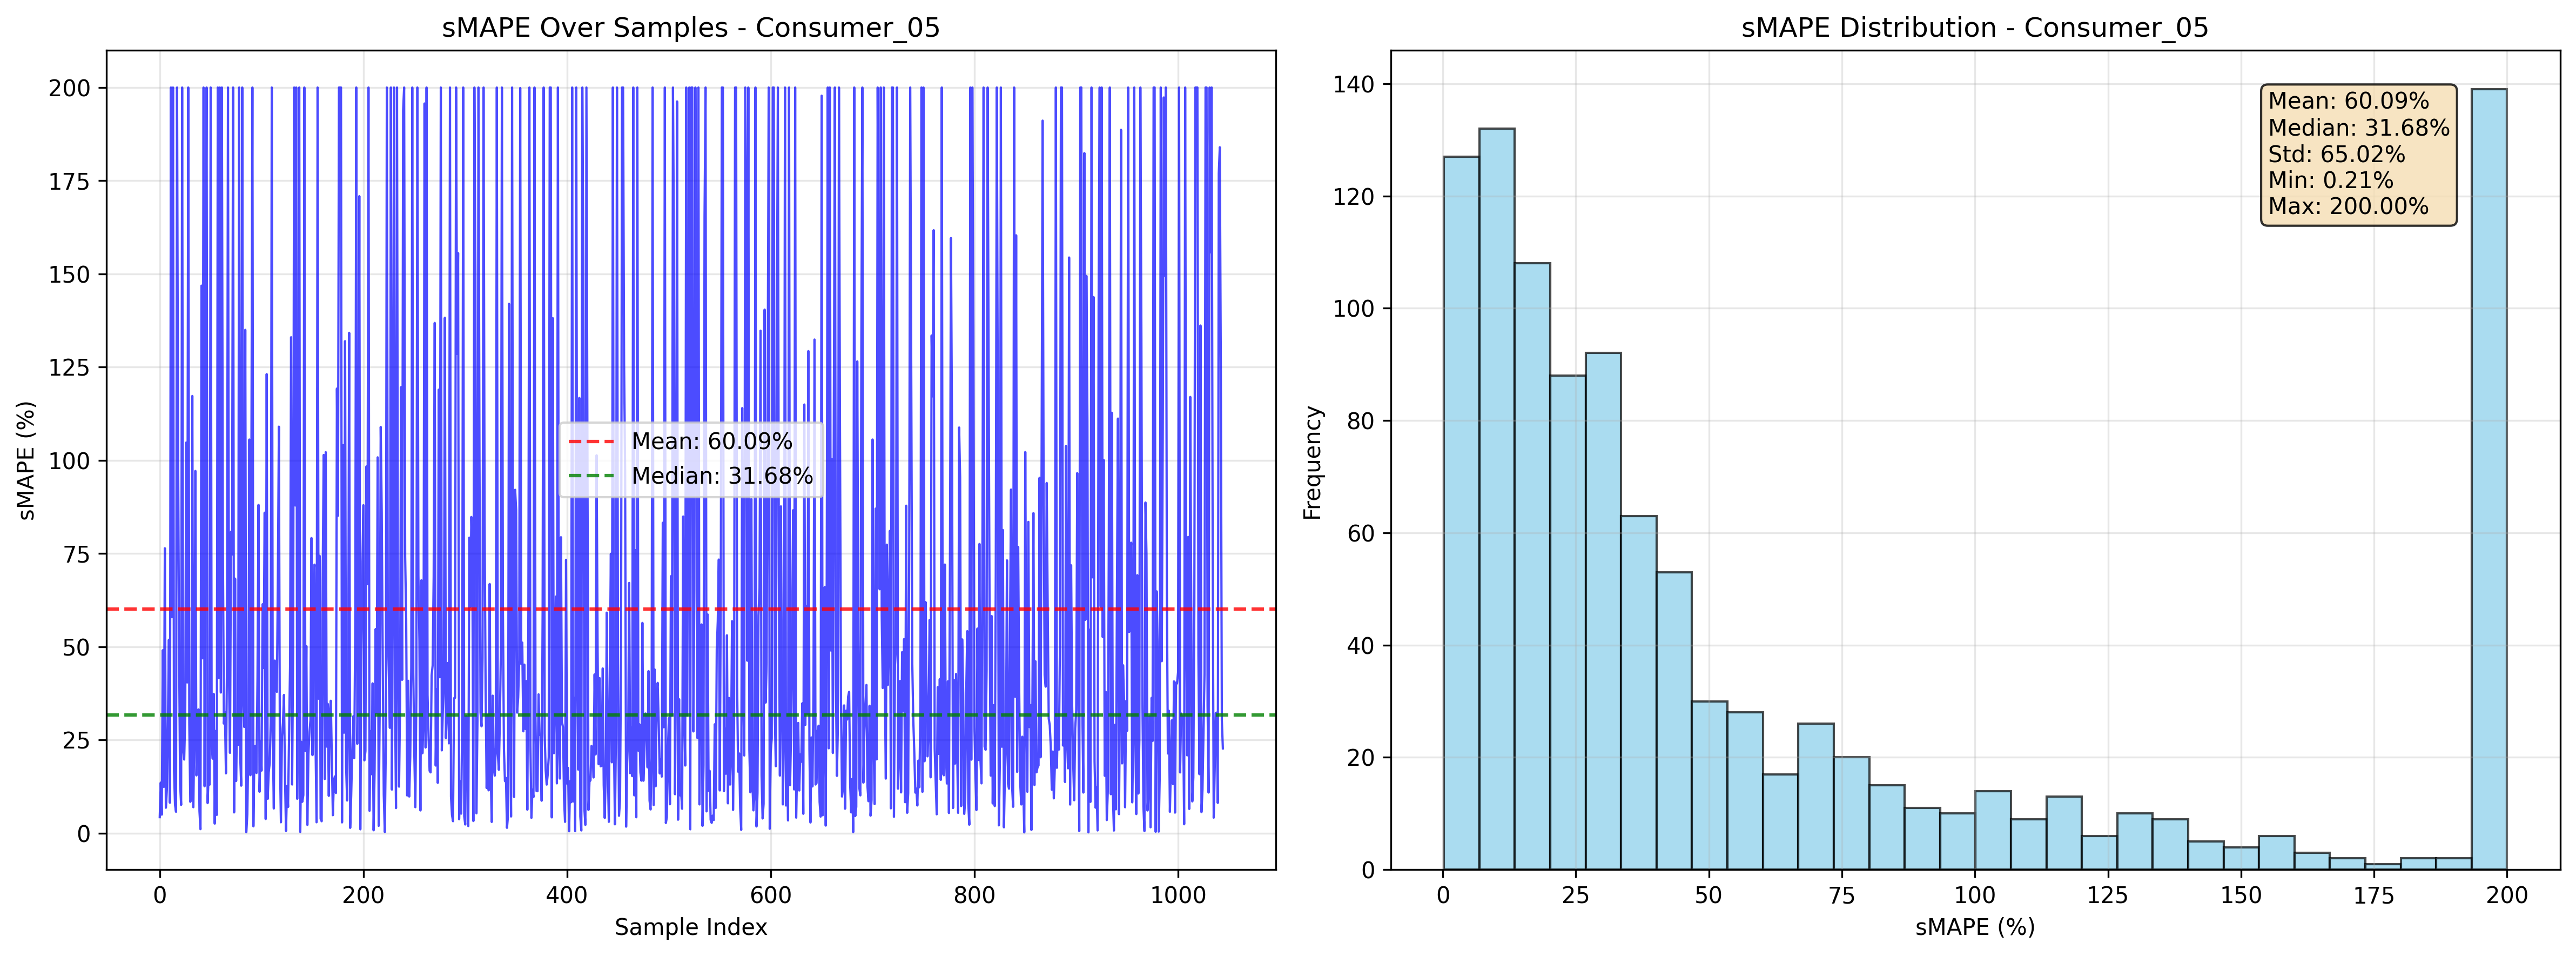 sMAPE Over Samples - Consumer_05
200
175
150
125
100
75
50
25
0
sMAPE (%)
Mean: 60.09%
Median: 31.68%
0 200 400 600 800 1000
Sample Index
sMAPE Distribution - Consumer_05
140
120
100
80
60
40
20
0
Frequency
Mean: 60.09%
Median: 31.68%
Std: 65.02%
Min: 0.21%
Max: 200.00%
0 25 50 75 100 125 150 175 200
sMAPE (%)